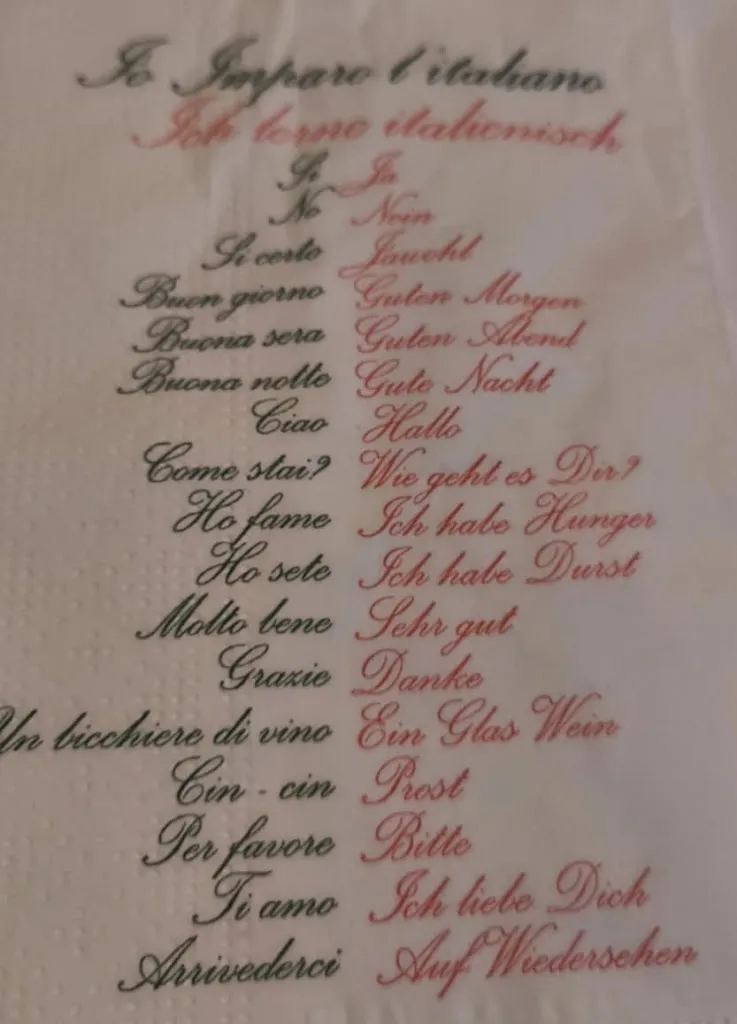 Io Imparo l'italiano
Ich lerne italienisch
Si Ja
No Nein
Si certo Jawohl
Buon giorno Guten Morgen
Buona sera Guten Abend
Buona notte Gute Nacht
Ciao Hallo
Come stai? Wie geht es Dir?
Ho fame Ich habe Hunger
Ho sete Ich habe Durst
Molto bene Sehr gut
Grazie Danke
Un bicchiere di vino Ein Glas Wein
Cin - cin Prost
Per favore Bitte
Ti amo Ich liebe Dich
Arrivederci Auf Wiedersehen